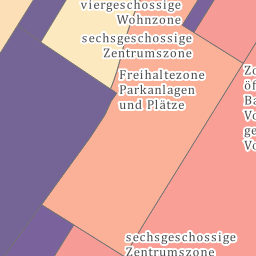 viergeschossige
Wohnzone
sechsgeschossige
Zentrumszone
Freihaltezone
Parkanlagen
und Plätze
sechsgeschossige
Zentrumszone